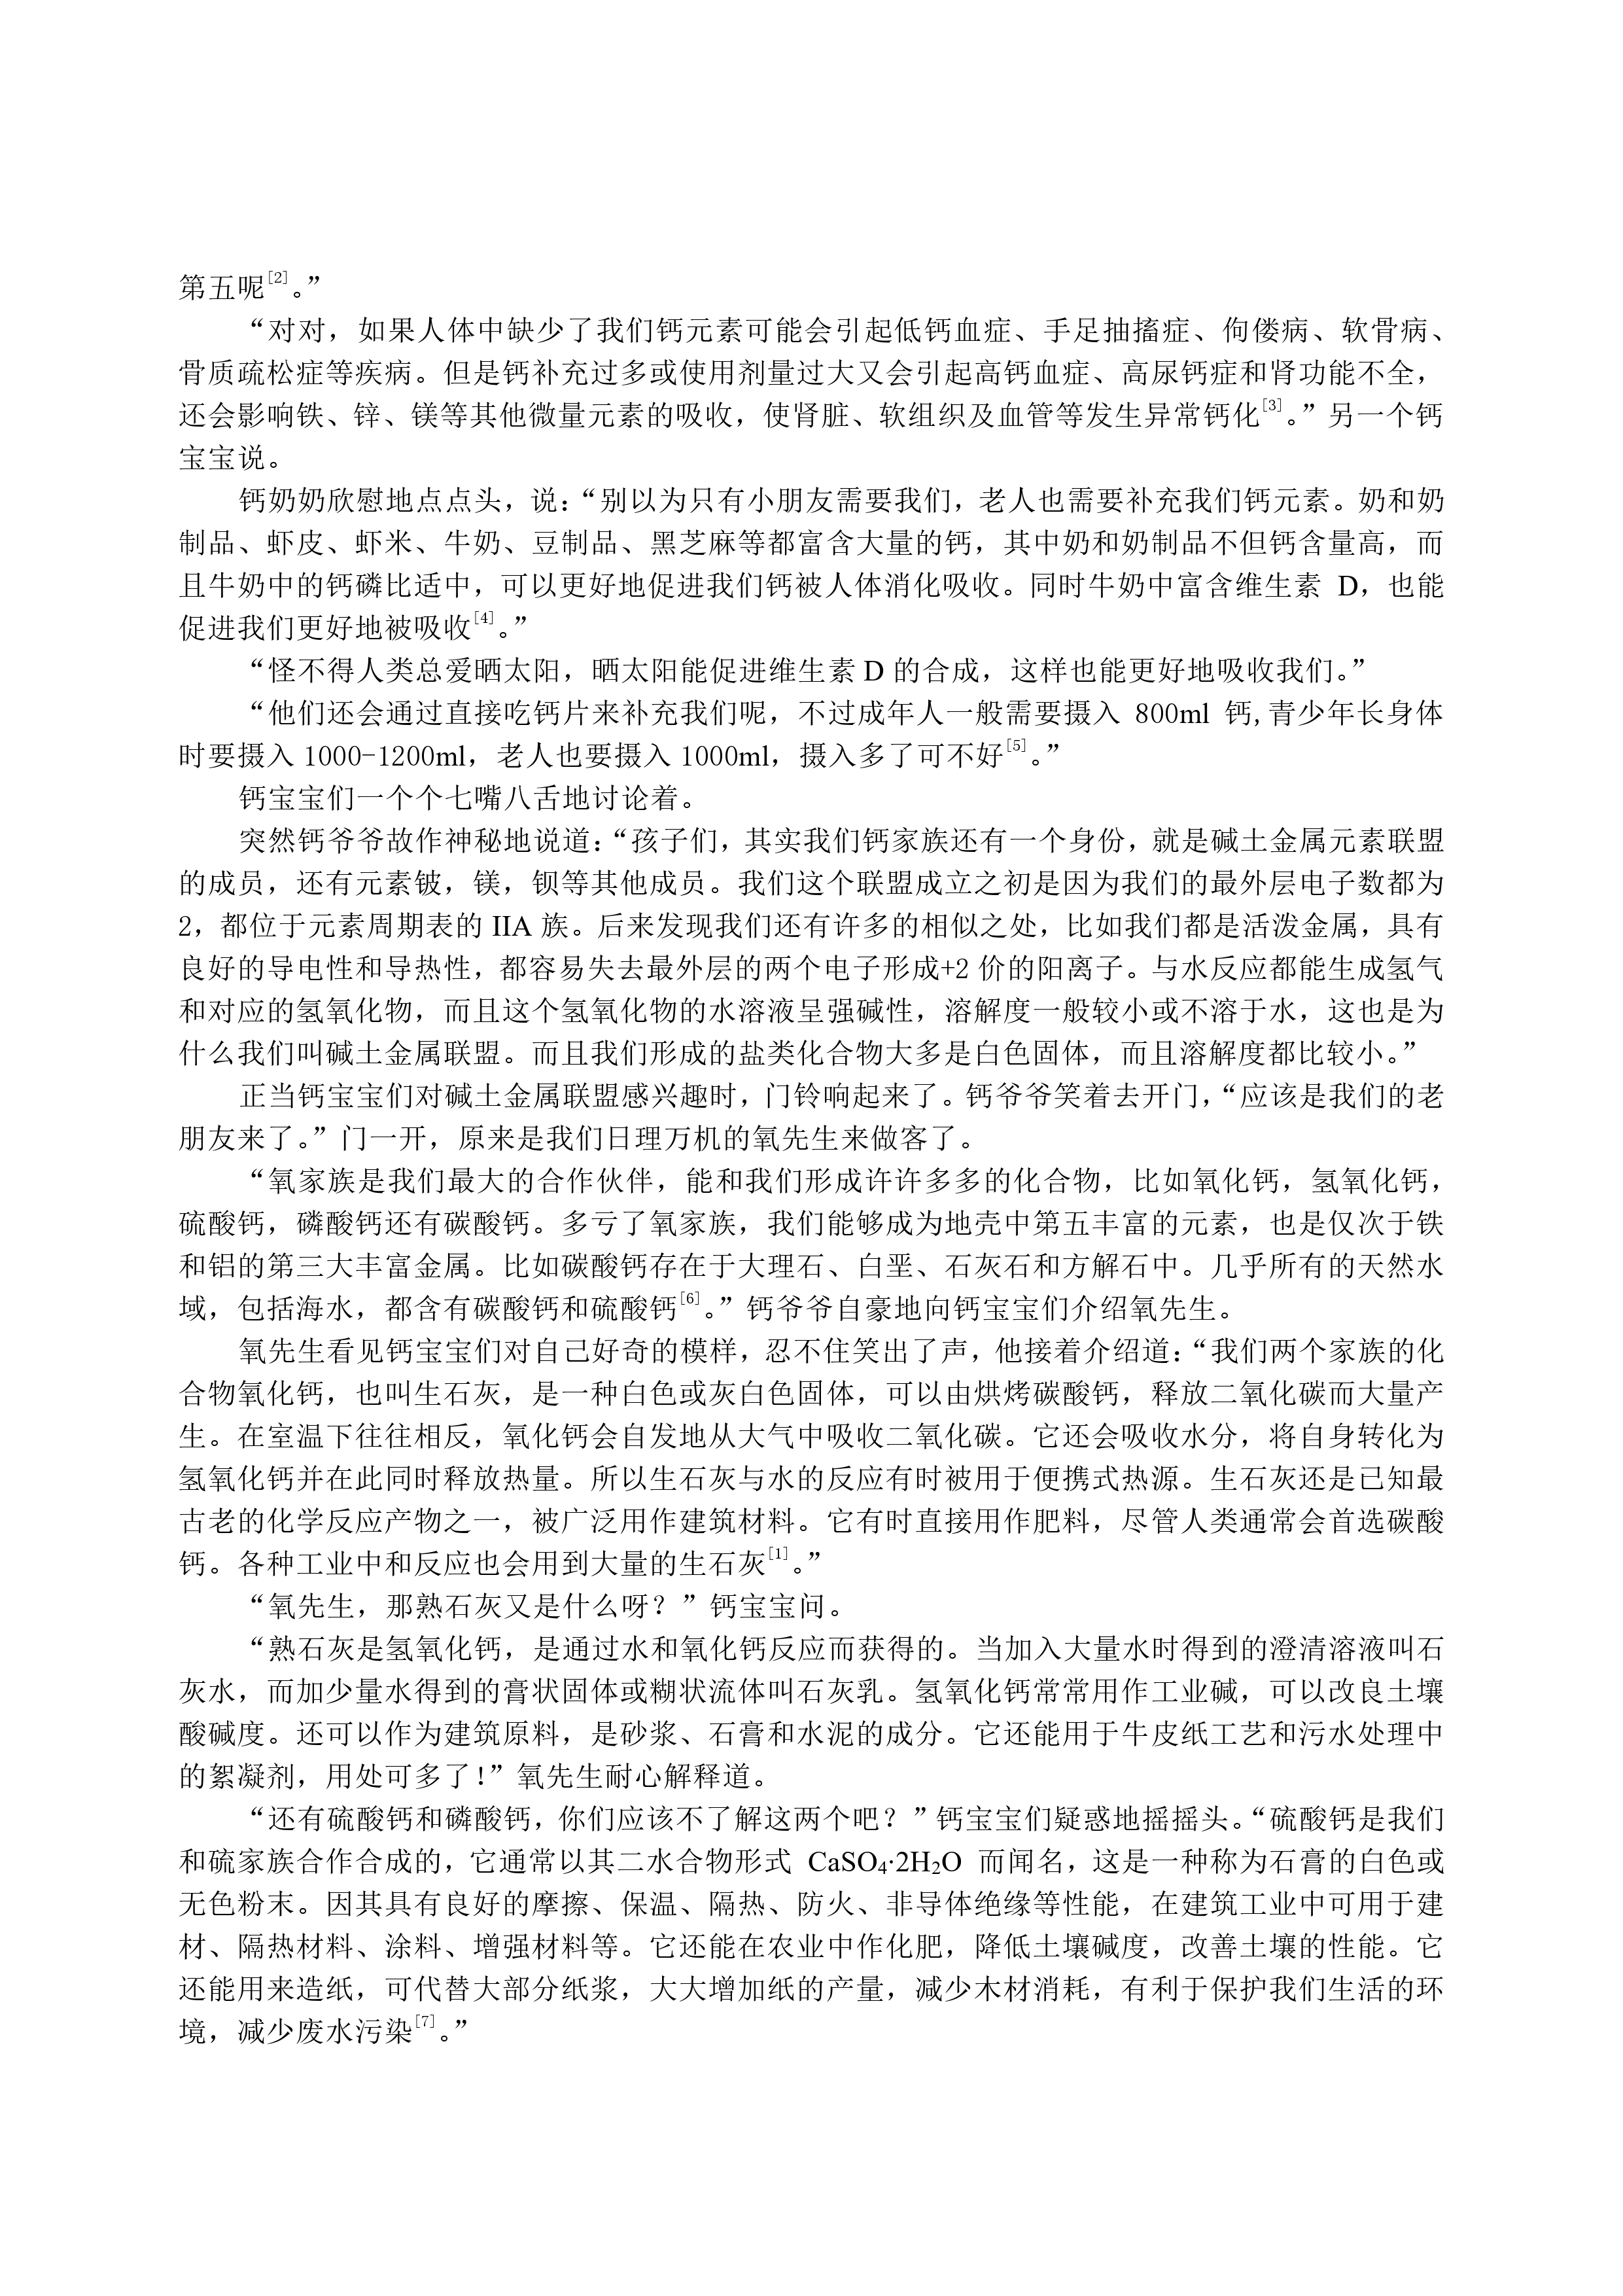 第五呢[2]。”
“对对，如果人体中缺少了我们钙元素可能会引起低钙血症、手足抽搐症、佝偻病、软骨病、
骨质疏松症等疾病。但是钙补充过多或使用剂量过大又会引起高钙血症、高尿钙症和肾功能不全，
还会影响铁、锌、镁等其他微量元素的吸收，使肾脏、软组织及血管等发生异常钙化[3]。”另一个钙
宝宝说。
钙奶奶欣慰地点点头，说：“别以为只有小朋友需要我们，老人也需要补充我们钙元素。奶和奶
制品、虾皮、虾米、牛奶、豆制品、黑芝麻等都富含大量的钙，其中奶和奶制品不但钙含量高，而
且牛奶中的钙磷比适中，可以更好地促进我们钙被人体消化吸收。同时牛奶中富含维生素 D，也能
促进我们更好地被吸收[4]。”
“怪不得人类总爱晒太阳，晒太阳能促进维生素 D 的合成，这样也能更好地吸收我们。”
“他们还会通过直接吃钙片来补充我们呢，不过成年人一般需要摄入 800ml 钙,青少年长身体
时要摄入 1000-1200ml，老人也要摄入 1000ml，摄入多了可不好[5]。”
钙宝宝们一个个七嘴八舌地讨论着。
突然钙爷爷故作神秘地说道：“孩子们，其实我们钙家族还有一个身份，就是碱土金属元素联盟
的成员，还有元素铍，镁，钡等其他成员。我们这个联盟成立之初是因为我们的最外层电子数都为
2，都位于元素周期表的 IIA 族。后来发现我们还有许多的相似之处，比如我们都是活泼金属，具有
良好的导电性和导热性，都容易失去最外层的两个电子形成+2 价的阳离子。与水反应都能生成氢气
和对应的氢氧化物，而且这个氢氧化物的水溶液呈强碱性，溶解度一般较小或不溶于水，这也是为
什么我们叫碱土金属联盟。而且我们形成的盐类化合物大多是白色固体，而且溶解度都比较小。”
正当钙宝宝们对碱土金属联盟感兴趣时，门铃响起来了。钙爷爷笑着去开门，“应该是我们的老
朋友来了。”门一开，原来是我们日理万机的氧先生来做客了。
“氧家族是我们最大的合作伙伴，能和我们形成许许多多的化合物，比如氧化钙，氢氧化钙，
硫酸钙，磷酸钙还有碳酸钙。多亏了氧家族，我们能够成为地壳中第五丰富的元素，也是仅次于铁
和铝的第三大丰富金属。比如碳酸钙存在于大理石、白垩、石灰石和方解石中。几乎所有的天然水
域，包括海水，都含有碳酸钙和硫酸钙[6]。”钙爷爷自豪地向钙宝宝们介绍氧先生。
氧先生看见钙宝宝们对自己好奇的模样，忍不住笑出了声，他接着介绍道：“我们两个家族的化
合物氧化钙，也叫生石灰，是一种白色或灰白色固体，可以由烘烤碳酸钙，释放二氧化碳而大量产
生。在室温下往往相反，氧化钙会自发地从大气中吸收二氧化碳。它还会吸收水分，将自身转化为
氢氧化钙并在此同时释放热量。所以生石灰与水的反应有时被用于便携式热源。生石灰还是已知最
古老的化学反应产物之一，被广泛用作建筑材料。它有时直接用作肥料，尽管人类通常会首选碳酸
钙。各种工业中和反应也会用到大量的生石灰[1]。”
“氧先生，那熟石灰又是什么呀？”钙宝宝问。
“熟石灰是氢氧化钙，是通过水和氧化钙反应而获得的。当加入大量水时得到的澄清溶液叫石
灰水，而加少量水得到的膏状固体或糊状流体叫石灰乳。氢氧化钙常常用作工业碱，可以改良土壤
酸碱度。还可以作为建筑原料，是砂浆、石膏和水泥的成分。它还能用于牛皮纸工艺和污水处理中
的絮凝剂，用处可多了！”氧先生耐心解释道。
“还有硫酸钙和磷酸钙，你们应该不了解这两个吧？”钙宝宝们疑惑地摇摇头。“硫酸钙是我们
和硫家族合作合成的，它通常以其二水合物形式 CaSO₄·2H₂O 而闻名，这是一种称为石膏的白色或
无色粉末。因其具有良好的摩擦、保温、隔热、防火、非导体绝缘等性能，在建筑工业中可用于建
材、隔热材料、涂料、增强材料等。它还能在农业中作化肥，降低土壤碱度，改善土壤的性能。它
还能用来造纸，可代替大部分纸浆，大大增加纸的产量，减少木材消耗，有利于保护我们生活的环
境，减少废水污染[7]。”